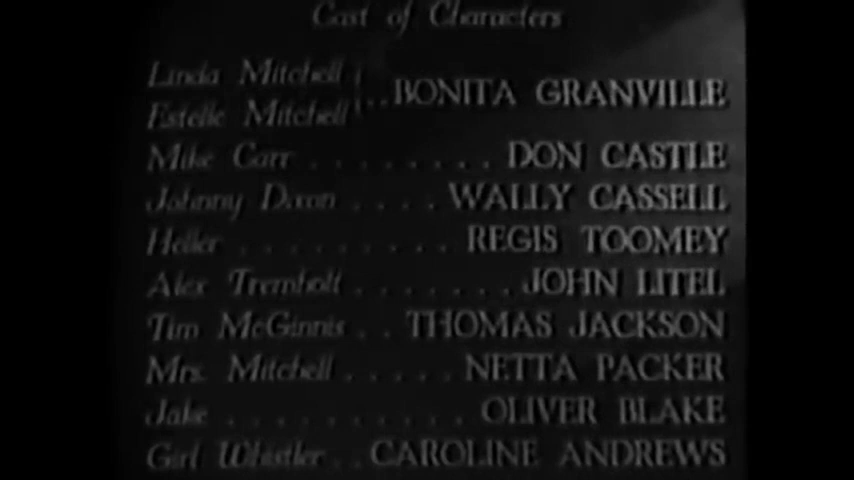 Cast of Characters
Linda Mitchell
Estelle Mitchell ... BONITA GRANVILLE
Mike Carr . . . . . . . . DON CASTLE
Johnny Dixon . . . . WALLY CASSELL
Heller . . . . . . . . . . REGIS TOOMEY
Alex Tremholt . . . . . . . JOHN LITEL
Tim McGinnis . . THOMAS JACKSON
Mrs. Mitchell . . . . . NETTA PACKER
Jake . . . . . . . . . . OLIVER BLAKE
Girl Whistler . . CAROLINE ANDREWS